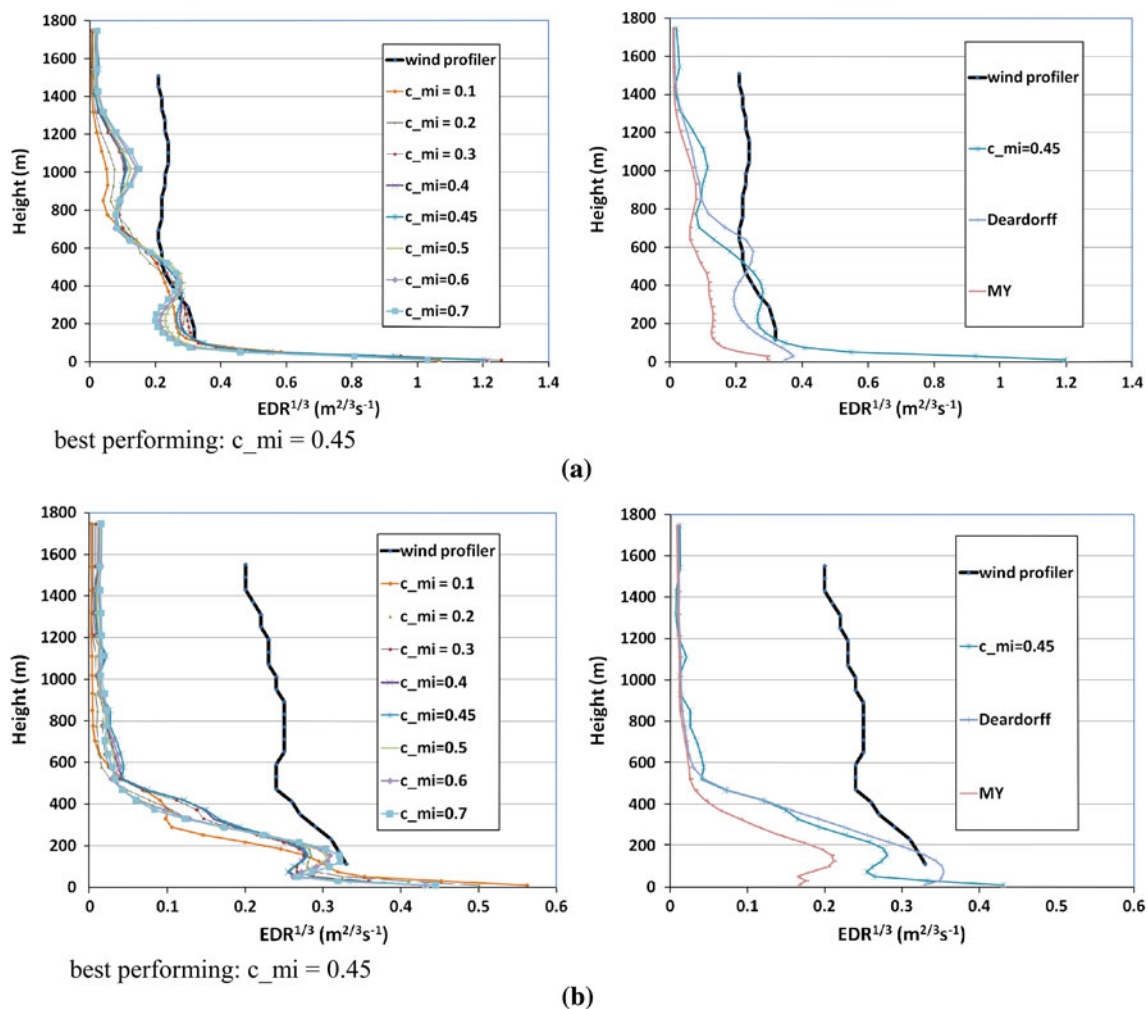 1800
1600
1400
1200
1000
800
600
400
200
0
Height (m)
wind profiler
c_mi = 0.1
c_mi = 0.2
c_mi = 0.3
c_mi=0.4
c_mi=0.45
c_mi=0.5
c_mi=0.6
c_mi=0.7
0 0.2 0.4 0.6 0.8 1 1.2 1.4
EDR1/3 (m2/3s-1)
1800
1600
1400
1200
1000
800
600
400
200
0
Height (m)
wind profiler
c_mi=0.45
Deardorff
MY
0 0.2 0.4 0.6 0.8 1 1.2 1.4
EDR1/3 (m2/3s-1)
best performing: c_mi = 0.45
(a)
1800
1600
1400
1200
1000
800
600
400
200
0
Height (m)
wind profiler
c_mi = 0.1
c_mi = 0.2
c_mi = 0.3
c_mi=0.4
c_mi=0.45
c_mi=0.5
c_mi=0.6
c_mi=0.7
0 0.1 0.2 0.3 0.4 0.5 0.6
EDR1/3 (m2/3s-1)
1800
1600
1400
1200
1000
800
600
400
200
0
Height (m)
wind profiler
c_mi=0.45
Deardorff
MY
0 0.1 0.2 0.3 0.4 0.5 0.6
EDR1/3 (m2/3s-1)
best performing: c_mi = 0.45
(b)